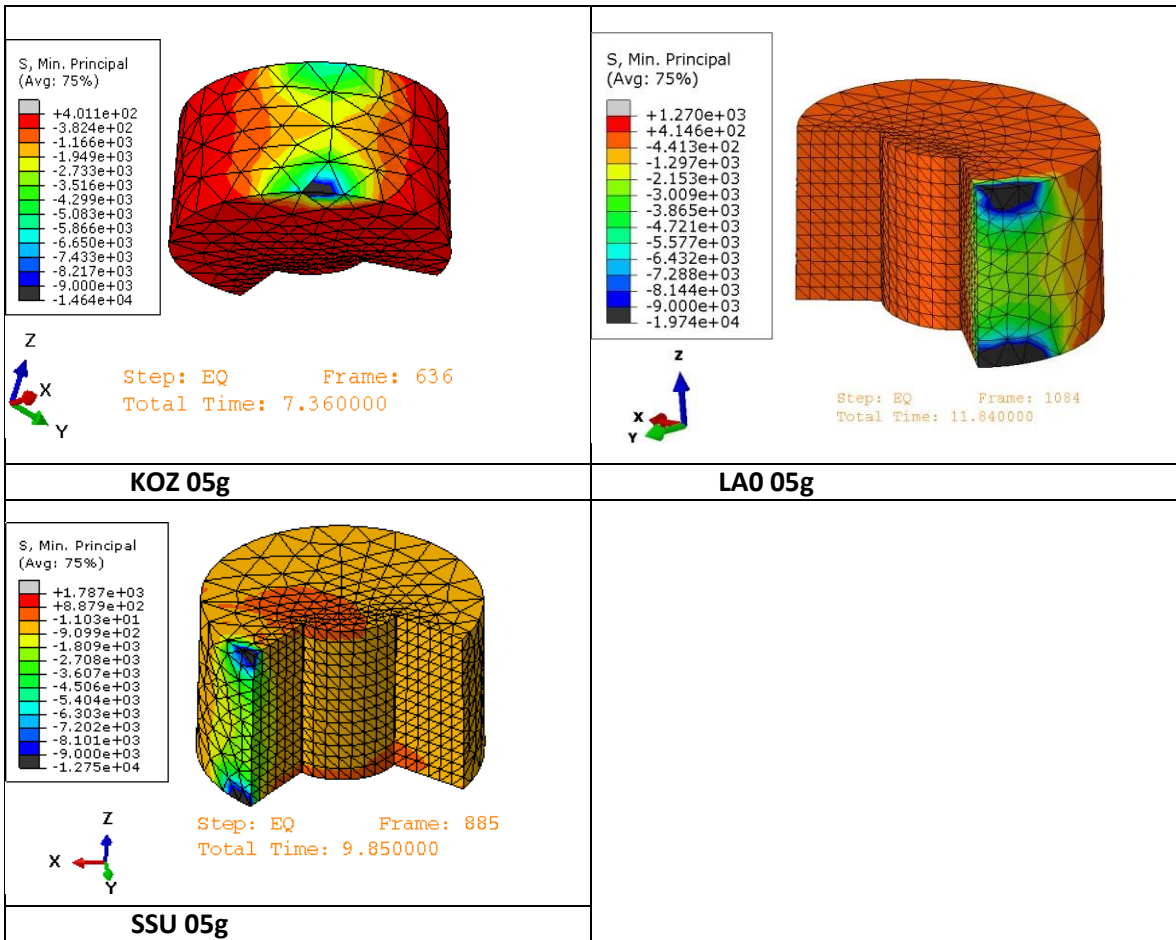 S, Min. Principal
(Avg: 75%)
+4.011e+02
-3.824e+02
-1.166e+03
-1.949e+03
-2.733e+03
-3.516e+03
-4.299e+03
-5.083e+03
-5.866e+03
-6.650e+03
-7.433e+03
-8.217e+03
-9.000e+03
-1.464e+04
Z
X
Y
Step: EQ Frame: 636
Total Time: 7.360000
KOZ 05g
S, Min. Principal
(Avg: 75%)
+1.270e+03
+4.146e+02
-4.413e+02
-1.297e+03
-2.153e+03
-3.009e+03
-3.865e+03
-4.721e+03
-5.577e+03
-6.432e+03
-7.288e+03
-8.144e+03
-9.000e+03
-1.974e+04
Z
X
Y
Step: EQ Frame: 1084
Total Time: 11.840000
LA0 05g
S, Min. Principal
(Avg: 75%)
+1.787e+03
+8.879e+02
-1.103e+01
-9.099e+02
-1.809e+03
-2.708e+03
-3.607e+03
-4.506e+03
-5.404e+03
-6.303e+03
-7.202e+03
-8.101e+03
-9.000e+03
-1.275e+04
Z
X
Y
Step: EQ Frame: 885
Total Time: 9.850000
SSU 05g